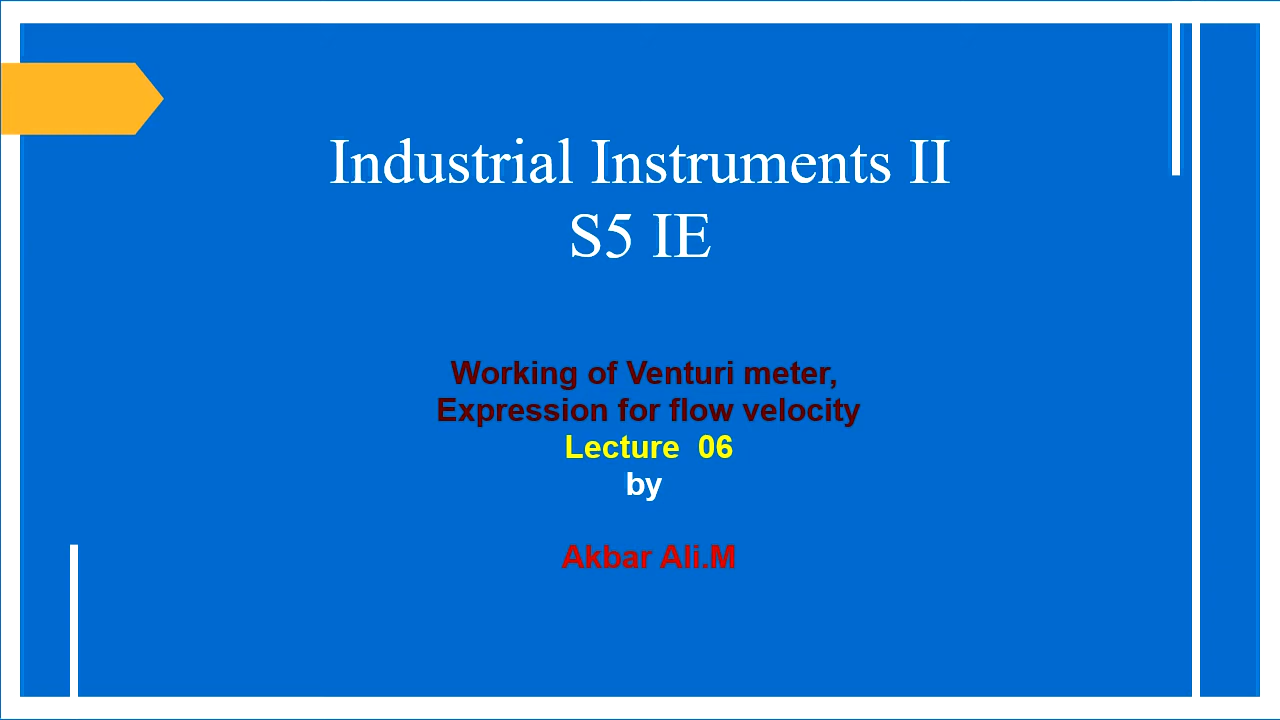 Industrial Instruments II
S5 IE
Working of Venturi meter,
Expression for flow velocity
Lecture  06
by
Akbar Ali.M